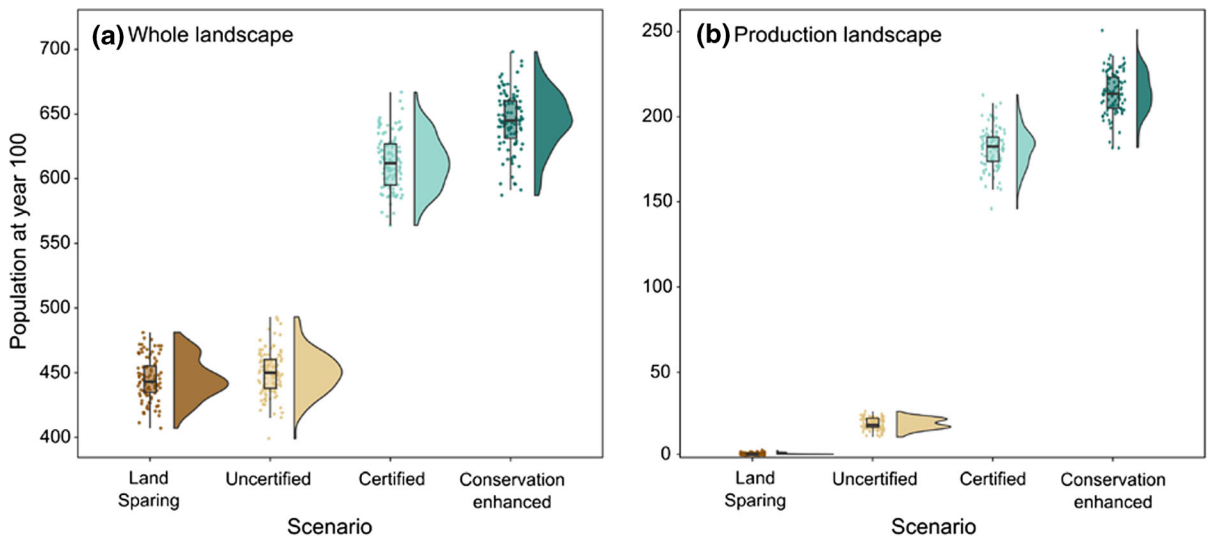 (a) Whole landscape
Population at year 100
700
650
600
550
500
450
400
Land
Sparing
Uncertified
Certified
Conservation
enhanced
Scenario
(b) Production landscape
250
200
150
100
50
0
Land
Sparing
Uncertified
Certified
Conservation
enhanced
Scenario